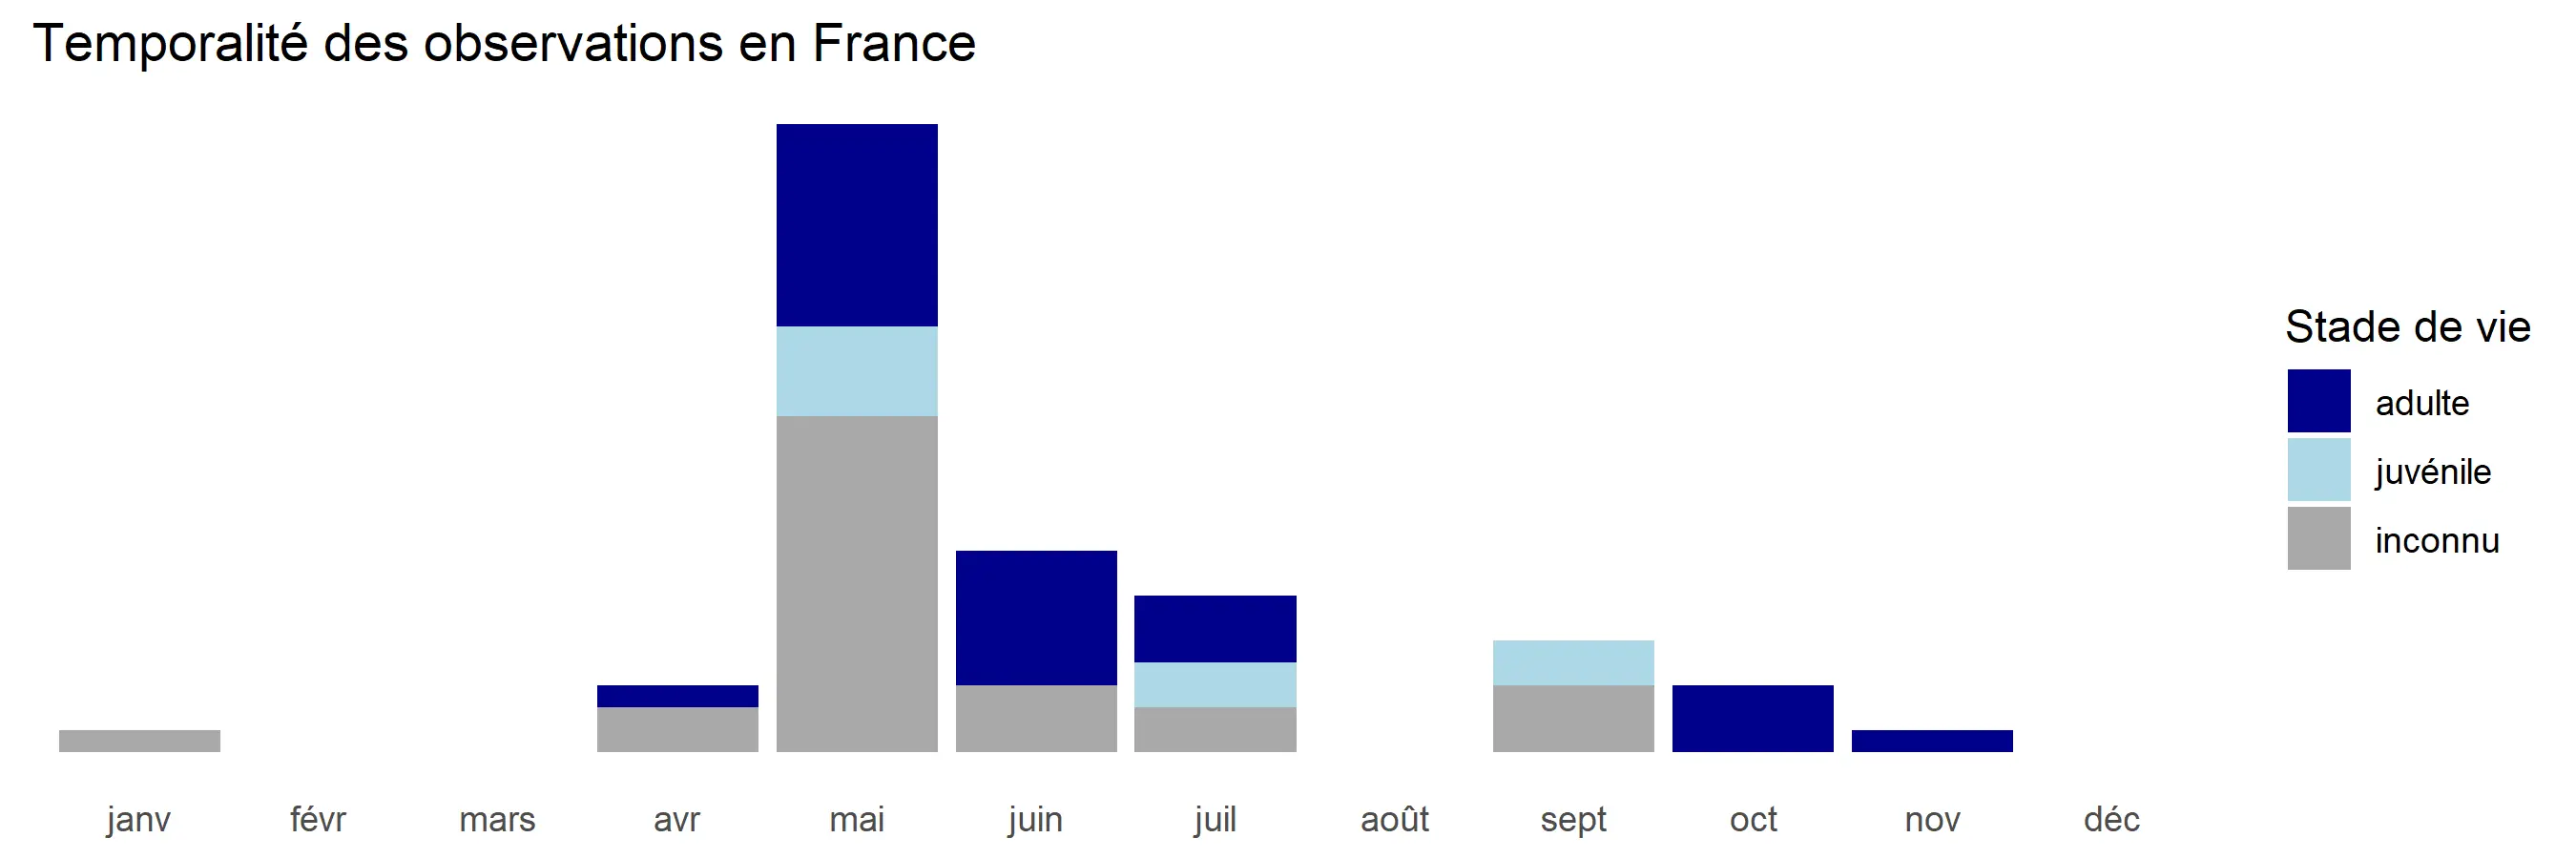 Temporalité des observations en France
Stade de vie
adulte
juvénile
inconnu
janv févr mars avr mai juin juil août sept oct nov déc